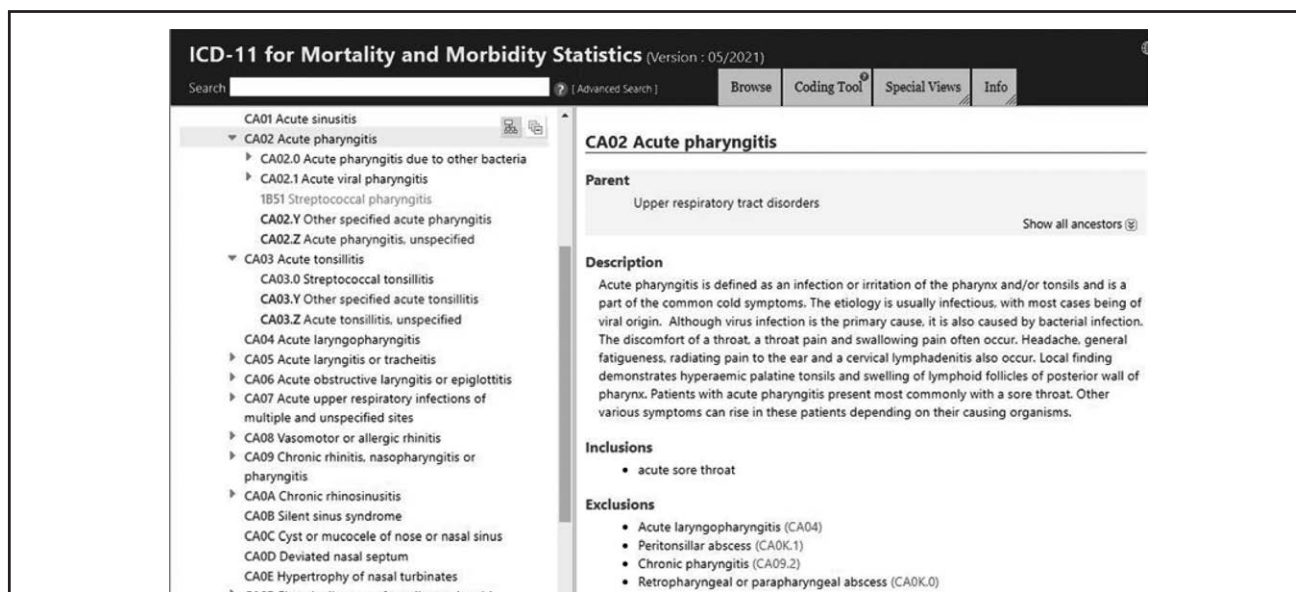 ICD-11 for Mortality and Morbidity Statistics (Version : 05/2021)
Search
? [ Advanced Search ]
Browse
Coding Tool ?
Special Views
Info
CA01 Acute sinusitis
CA02 Acute pharyngitis
CA02.0 Acute pharyngitis due to other bacteria
CA02.1 Acute viral pharyngitis
1B51 Streptococcal pharyngitis
CA02.Y Other specified acute pharyngitis
CA02.Z Acute pharyngitis, unspecified
CA03 Acute tonsillitis
CA03.0 Streptococcal tonsillitis
CA03.Y Other specified acute tonsillitis
CA03.Z Acute tonsillitis, unspecified
CA04 Acute laryngopharyngitis
CA05 Acute laryngitis or tracheitis
CA06 Acute obstructive laryngitis or epiglottitis
CA07 Acute upper respiratory infections of
multiple and unspecified sites
CA08 Vasomotor or allergic rhinitis
CA09 Chronic rhinitis, nasopharyngitis or
pharyngitis
CA0A Chronic rhinosinusitis
CA0B Silent sinus syndrome
CA0C Cyst or mucocele of nose or nasal sinus
CA0D Deviated nasal septum
CA0E Hypertrophy of nasal turbinates
CA02 Acute pharyngitis
Parent
Upper respiratory tract disorders
Show all ancestors
Description
Acute pharyngitis is defined as an infection or irritation of the pharynx and/or tonsils and is a
part of the common cold symptoms. The etiology is usually infectious, with most cases being of
viral origin. Although virus infection is the primary cause, it is also caused by bacterial infection.
The discomfort of a throat, a throat pain and swallowing pain often occur. Headache, general
fatigueness, radiating pain to the ear and a cervical lymphadenitis also occur. Local finding
demonstrates hyperaemic palatine tonsils and swelling of lymphoid follicles of posterior wall of
pharynx. Patients with acute pharyngitis present most commonly with a sore throat. Other
various symptoms can rise in these patients depending on their causing organisms.
Inclusions
• acute sore throat
Exclusions
• Acute laryngopharyngitis (CA04)
• Peritonsillar abscess (CA0K.1)
• Chronic pharyngitis (CA09.2)
• Retropharyngeal or parapharyngeal abscess (CA0K.0)